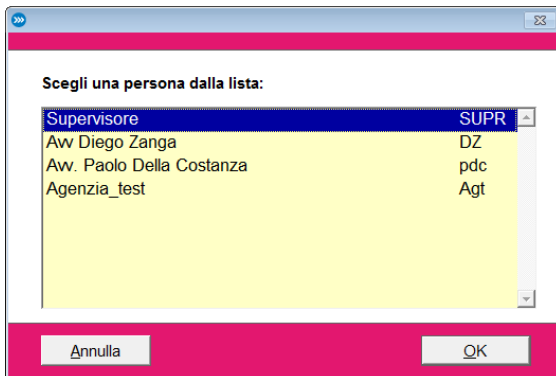 Scegli una persona dalla lista:
Supervisore SUPR
Avv Diego Zanga DZ
Avv. Paolo Della Costanza pdc
Agenzia_test Agt
Annulla OK